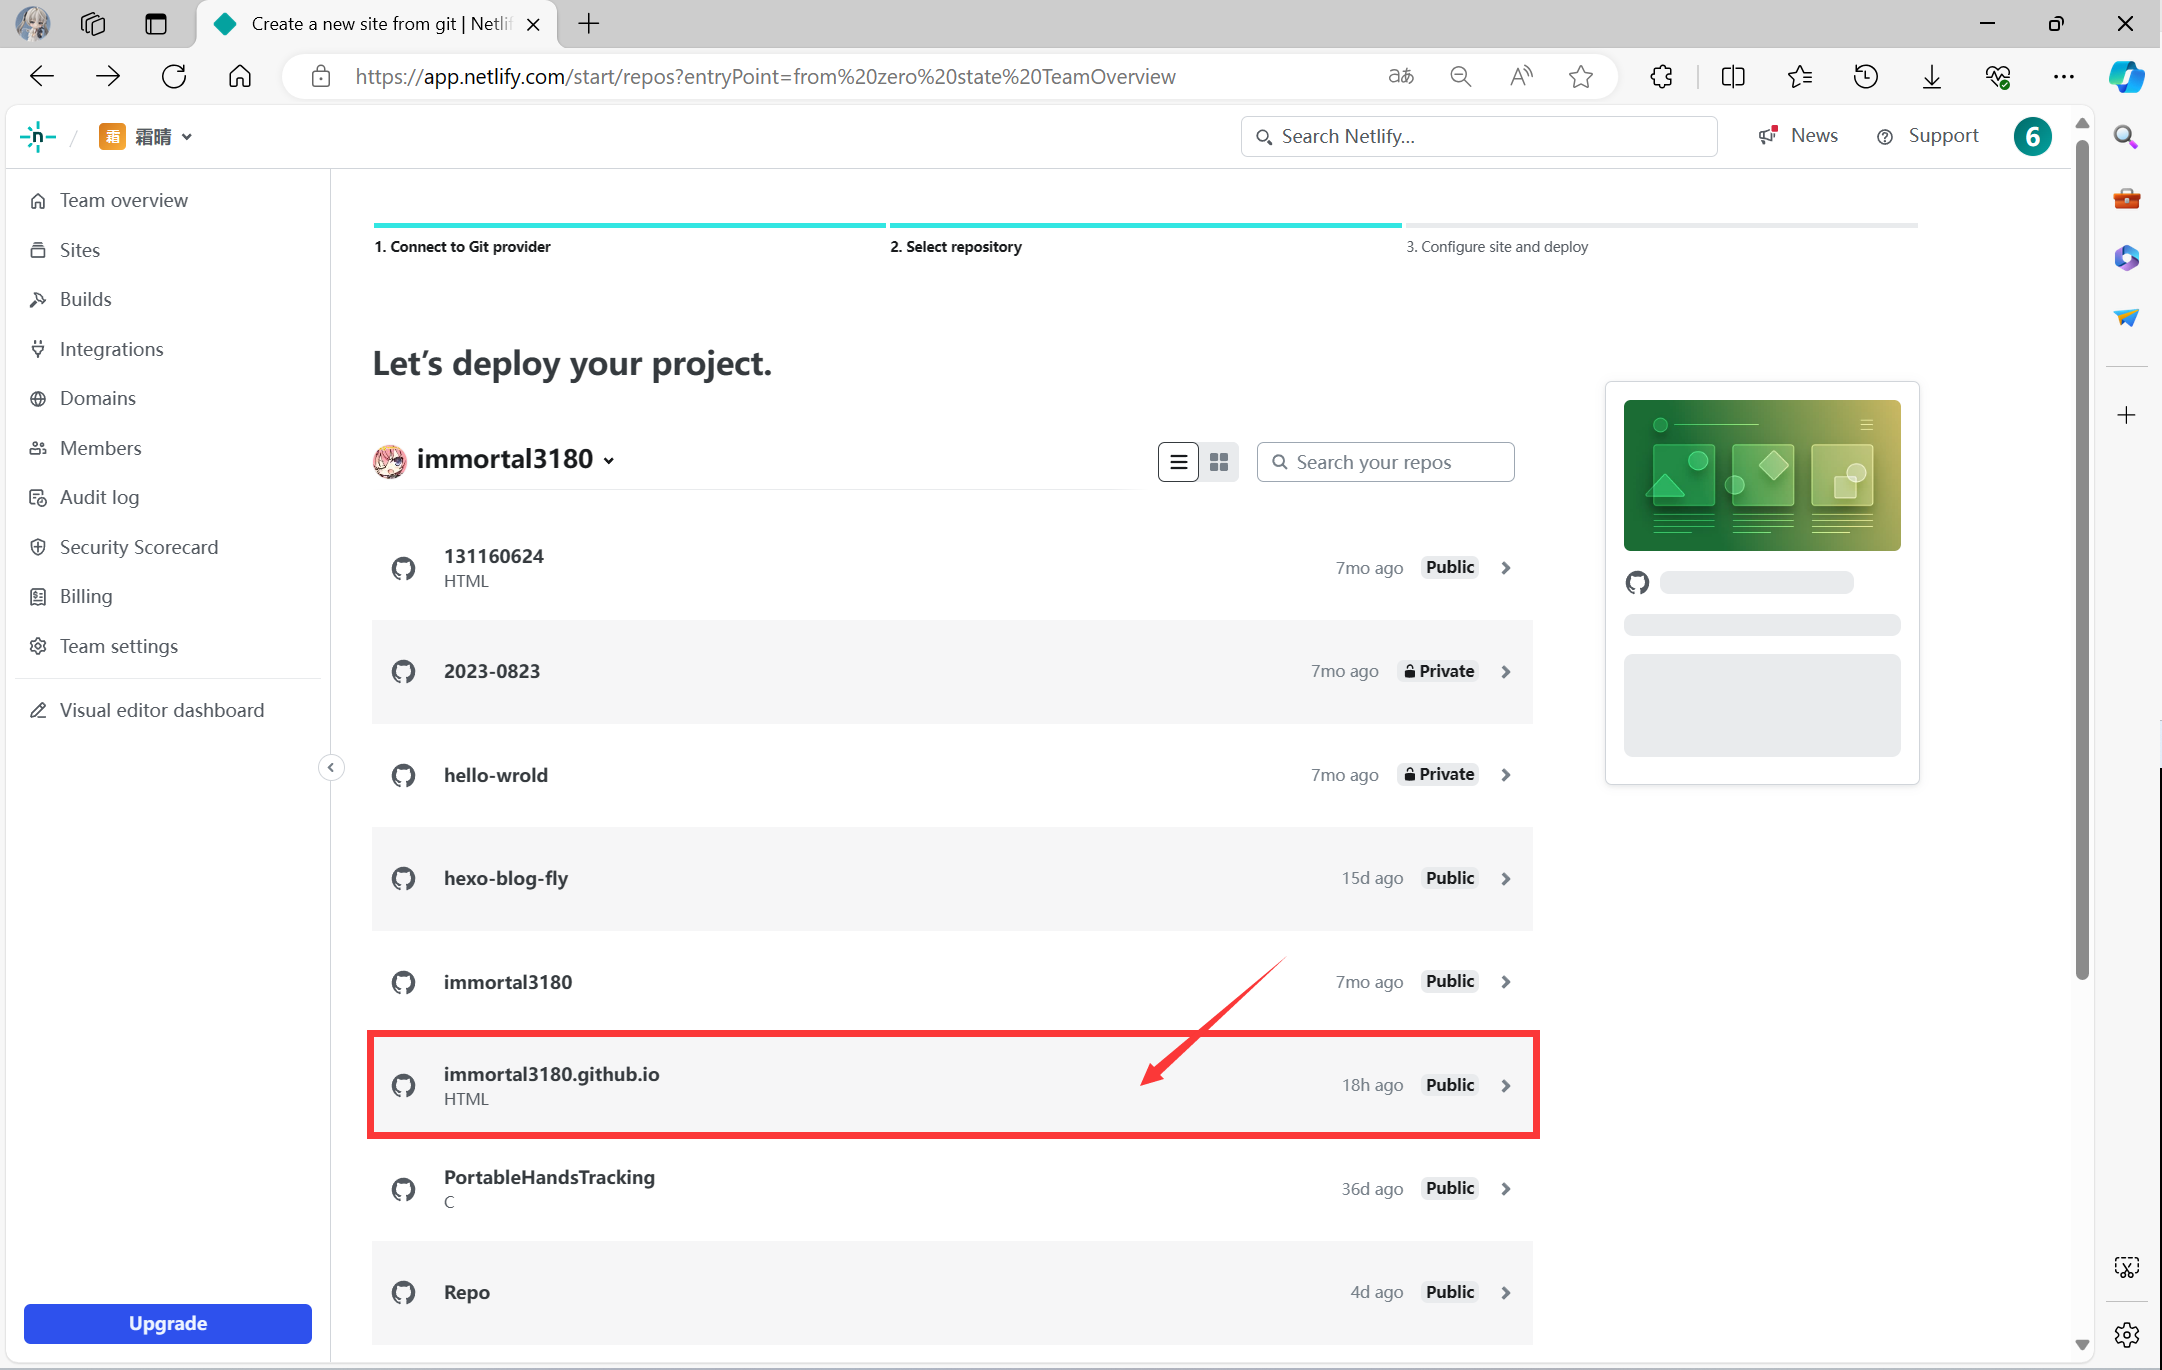 Create a new site from git | Netlif
https://app.netlify.com/start/repos?entryPoint=from%20zero%20state%20TeamOverview
霜 霜晴
Search Netlify...
News
Support
6
Team overview
Sites
Builds
Integrations
Domains
Members
Audit log
Security Scorecard
Billing
Team settings
Visual editor dashboard
Upgrade
1. Connect to Git provider
2. Select repository
3. Configure site and deploy
Let’s deploy your project.
immortal3180
Search your repos
131160624
HTML
7mo ago Public
2023-0823
7mo ago Private
hello-wrold
7mo ago Private
hexo-blog-fly
15d ago Public
immortal3180
7mo ago Public
immortal3180.github.io
HTML
18h ago Public
PortableHandsTracking
C
36d ago Public
Repo
4d ago Public